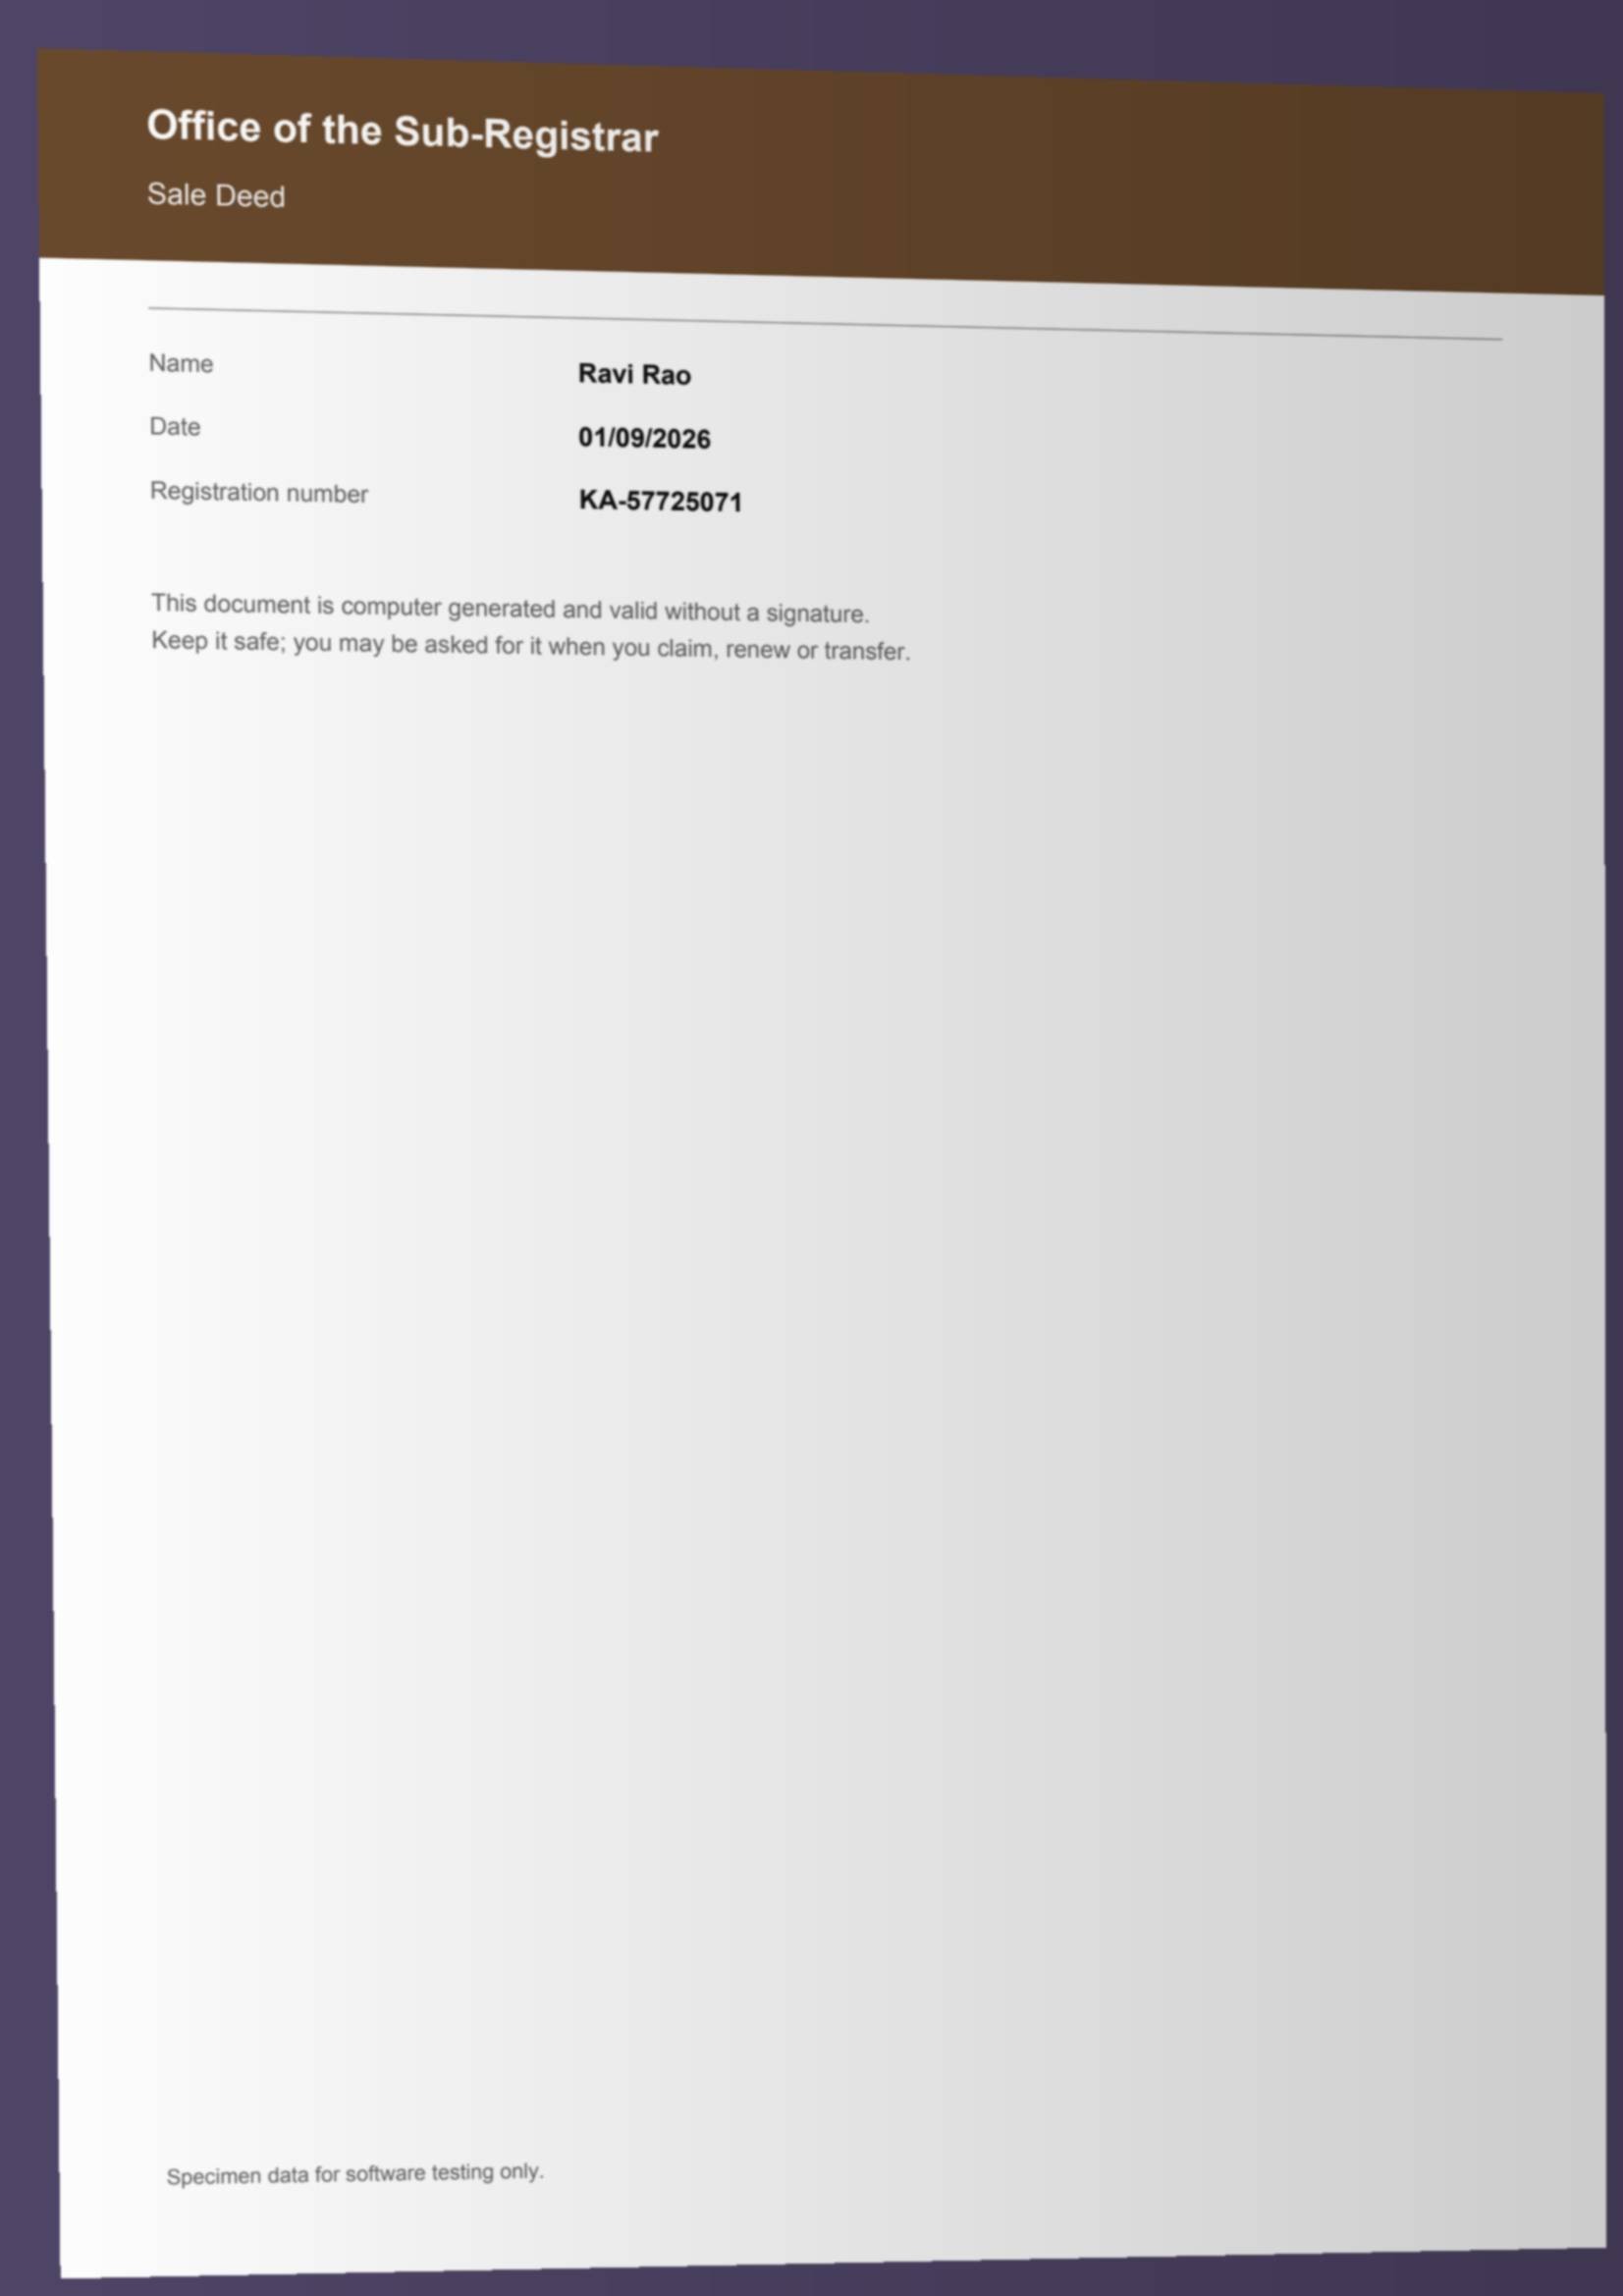 Office of the Sub-Registrar
Sale Deed
Name Ravi Rao
Date 01/09/2026
Registration number KA-57725071
This document is computer generated and valid without a signature.
Keep it safe; you may be asked for it when you claim, renew or transfer.
Specimen data for software testing only.